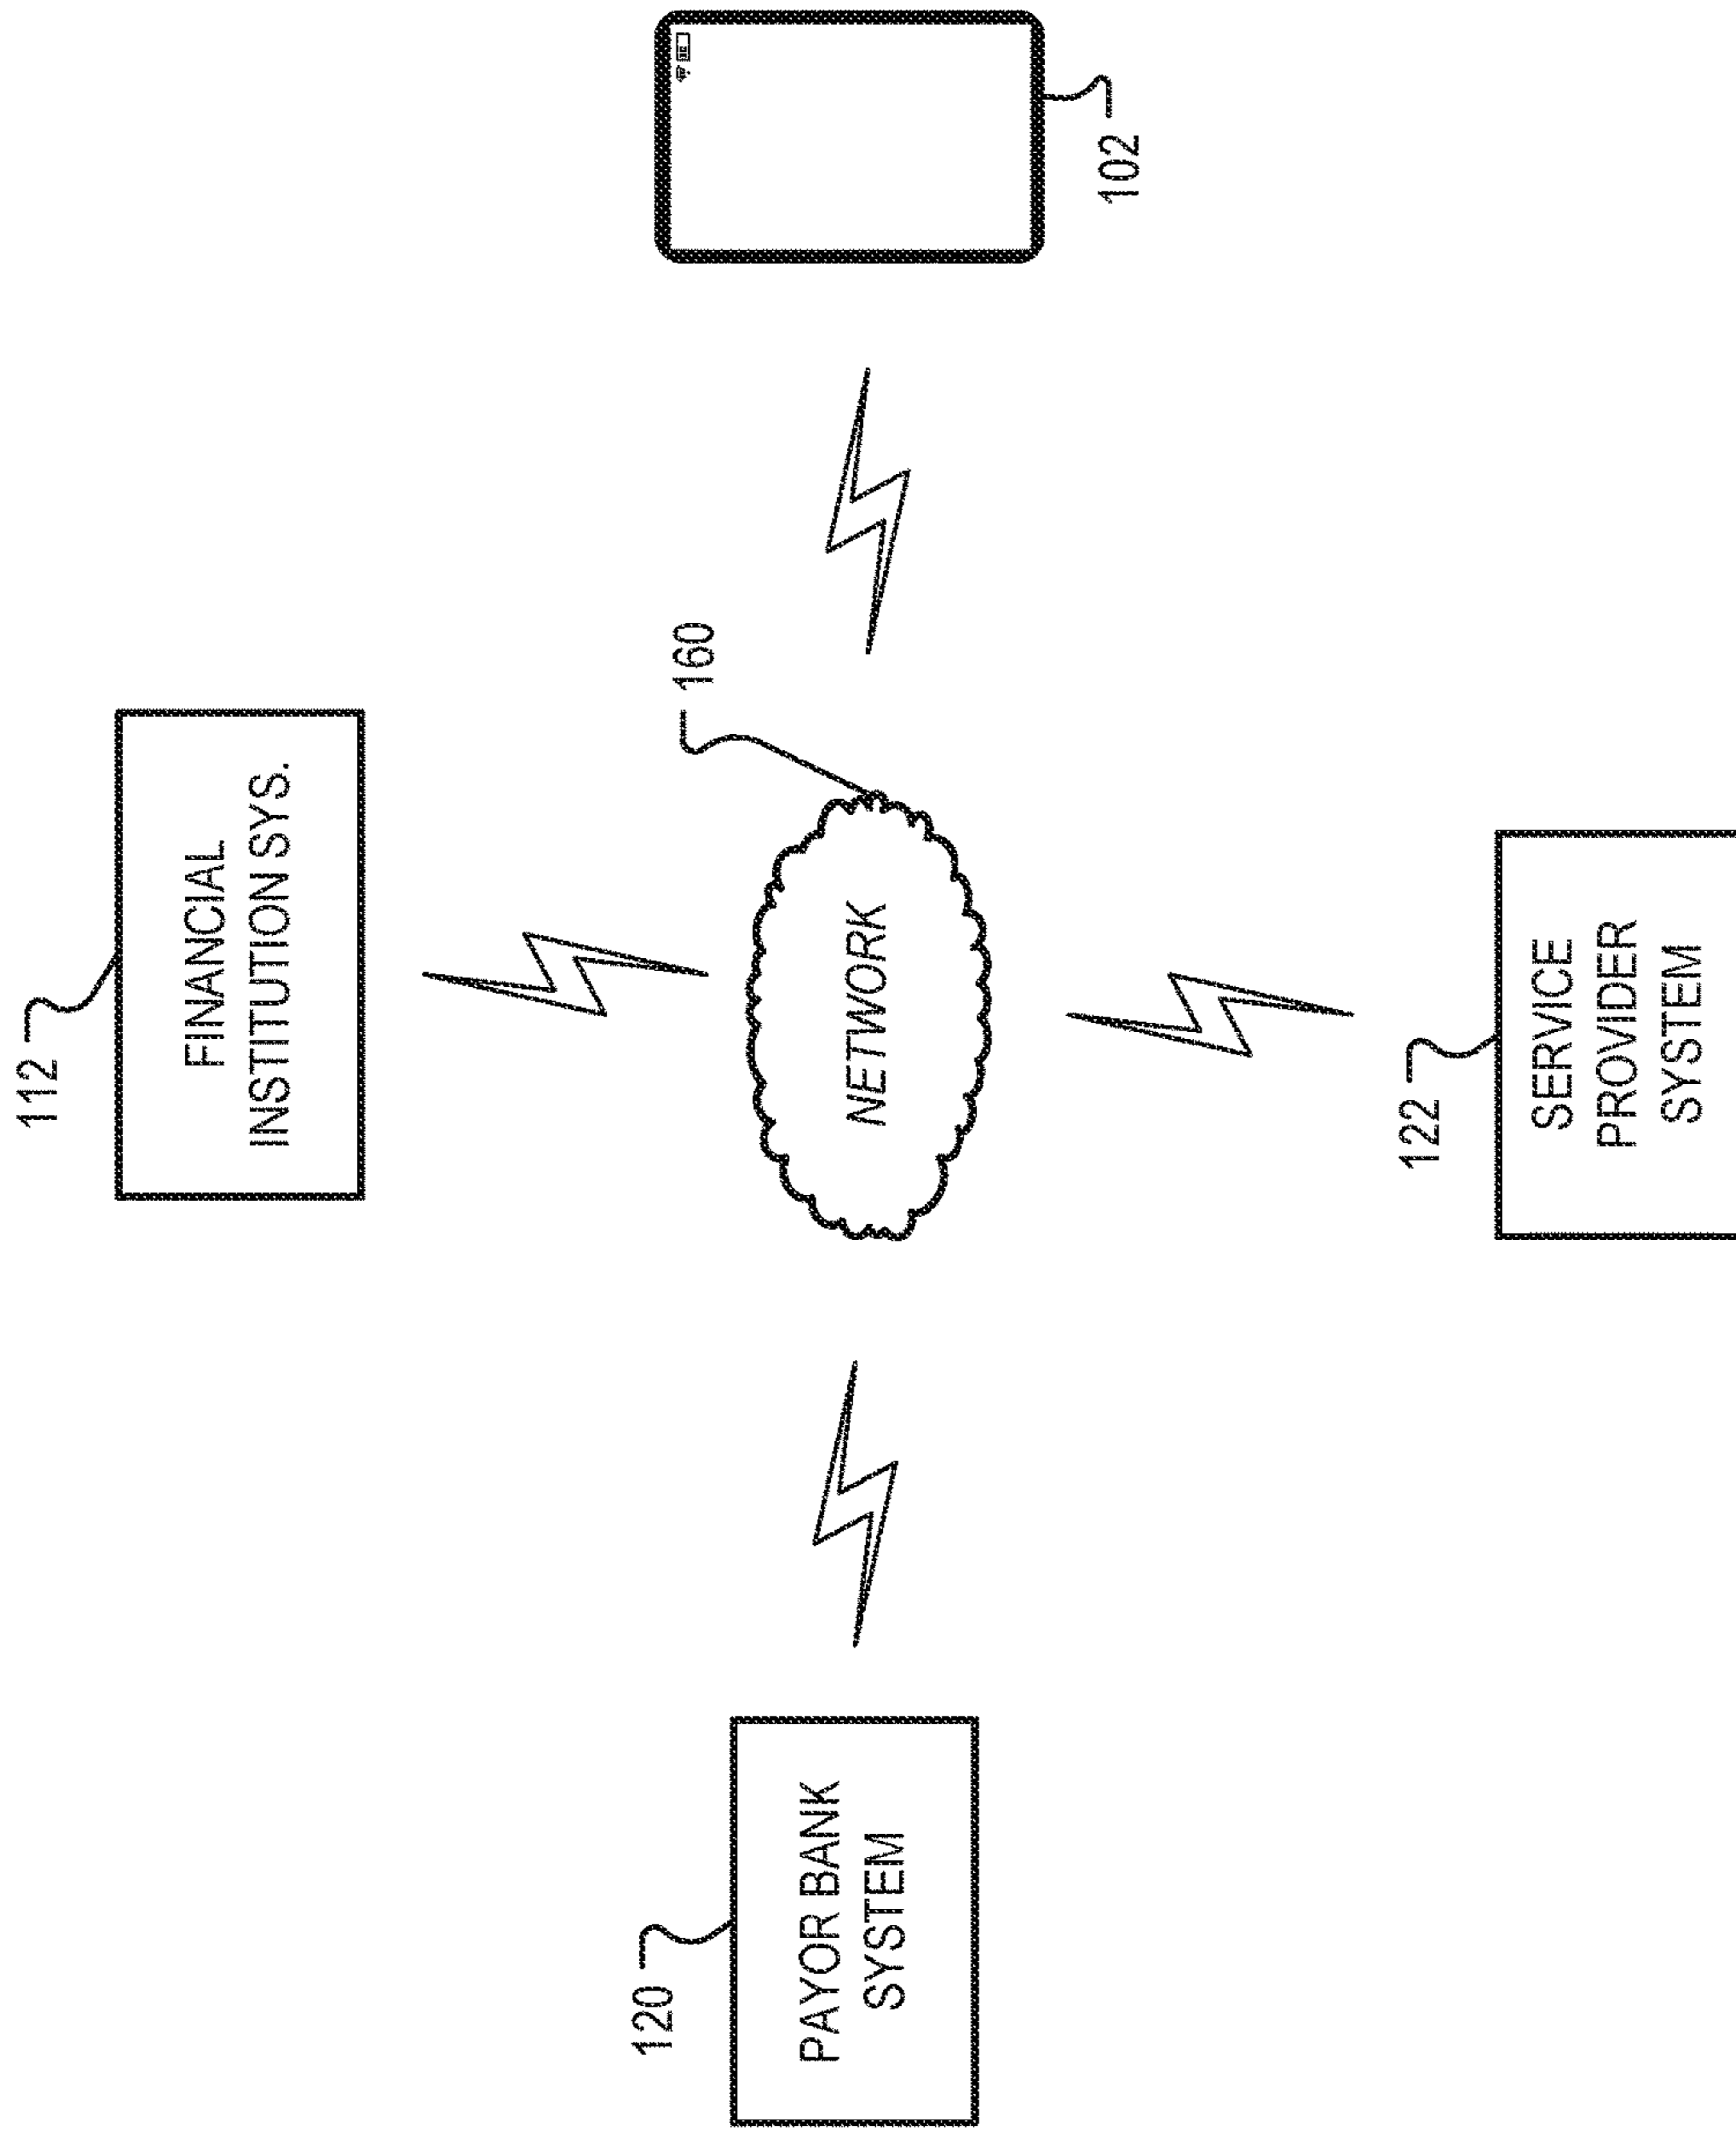 112
FINANCIAL
INSTITUTION SYS.
120
PAYOR BANK
SYSTEM
NETWORK
160
102
122
SERVICE
PROVIDER
SYSTEM